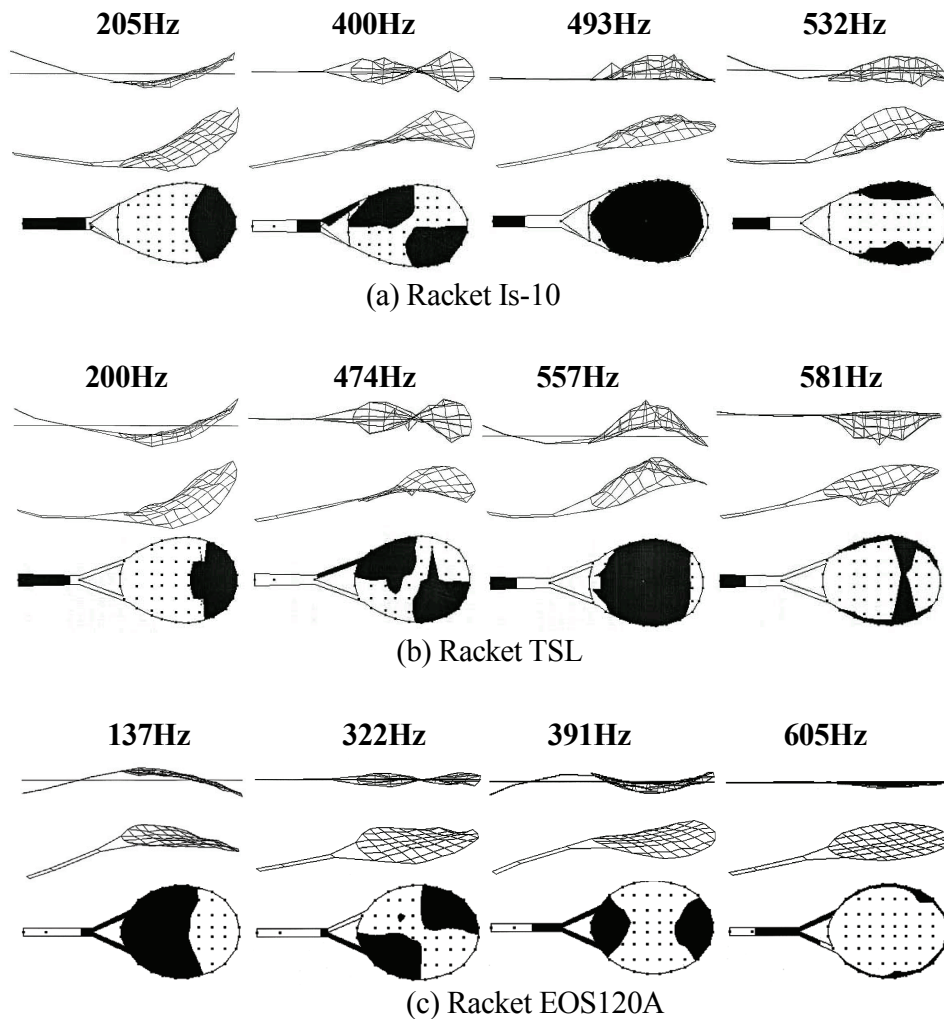 205Hz 400Hz 493Hz 532Hz
(a) Racket Is-10
200Hz 474Hz 557Hz 581Hz
(b) Racket TSL
137Hz 322Hz 391Hz 605Hz
(c) Racket EOS120A